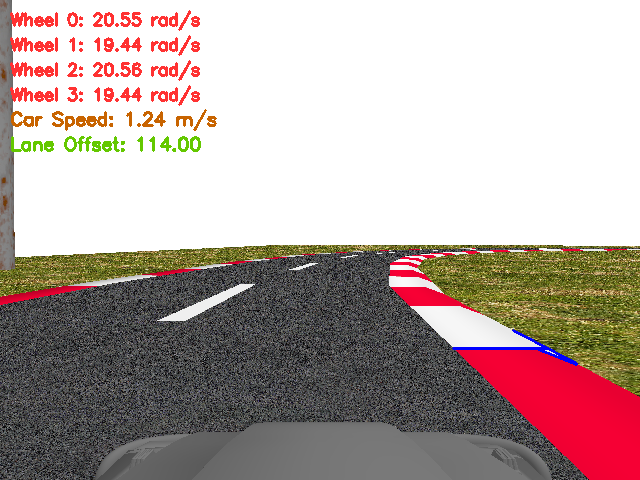 Wheel 0: 20.55 rad/s
Wheel 1: 19.44 rad/s
Wheel 2: 20.56 rad/s
Wheel 3: 19.44 rad/s
Car Speed: 1.24 m/s
Lane Offset: 114.00